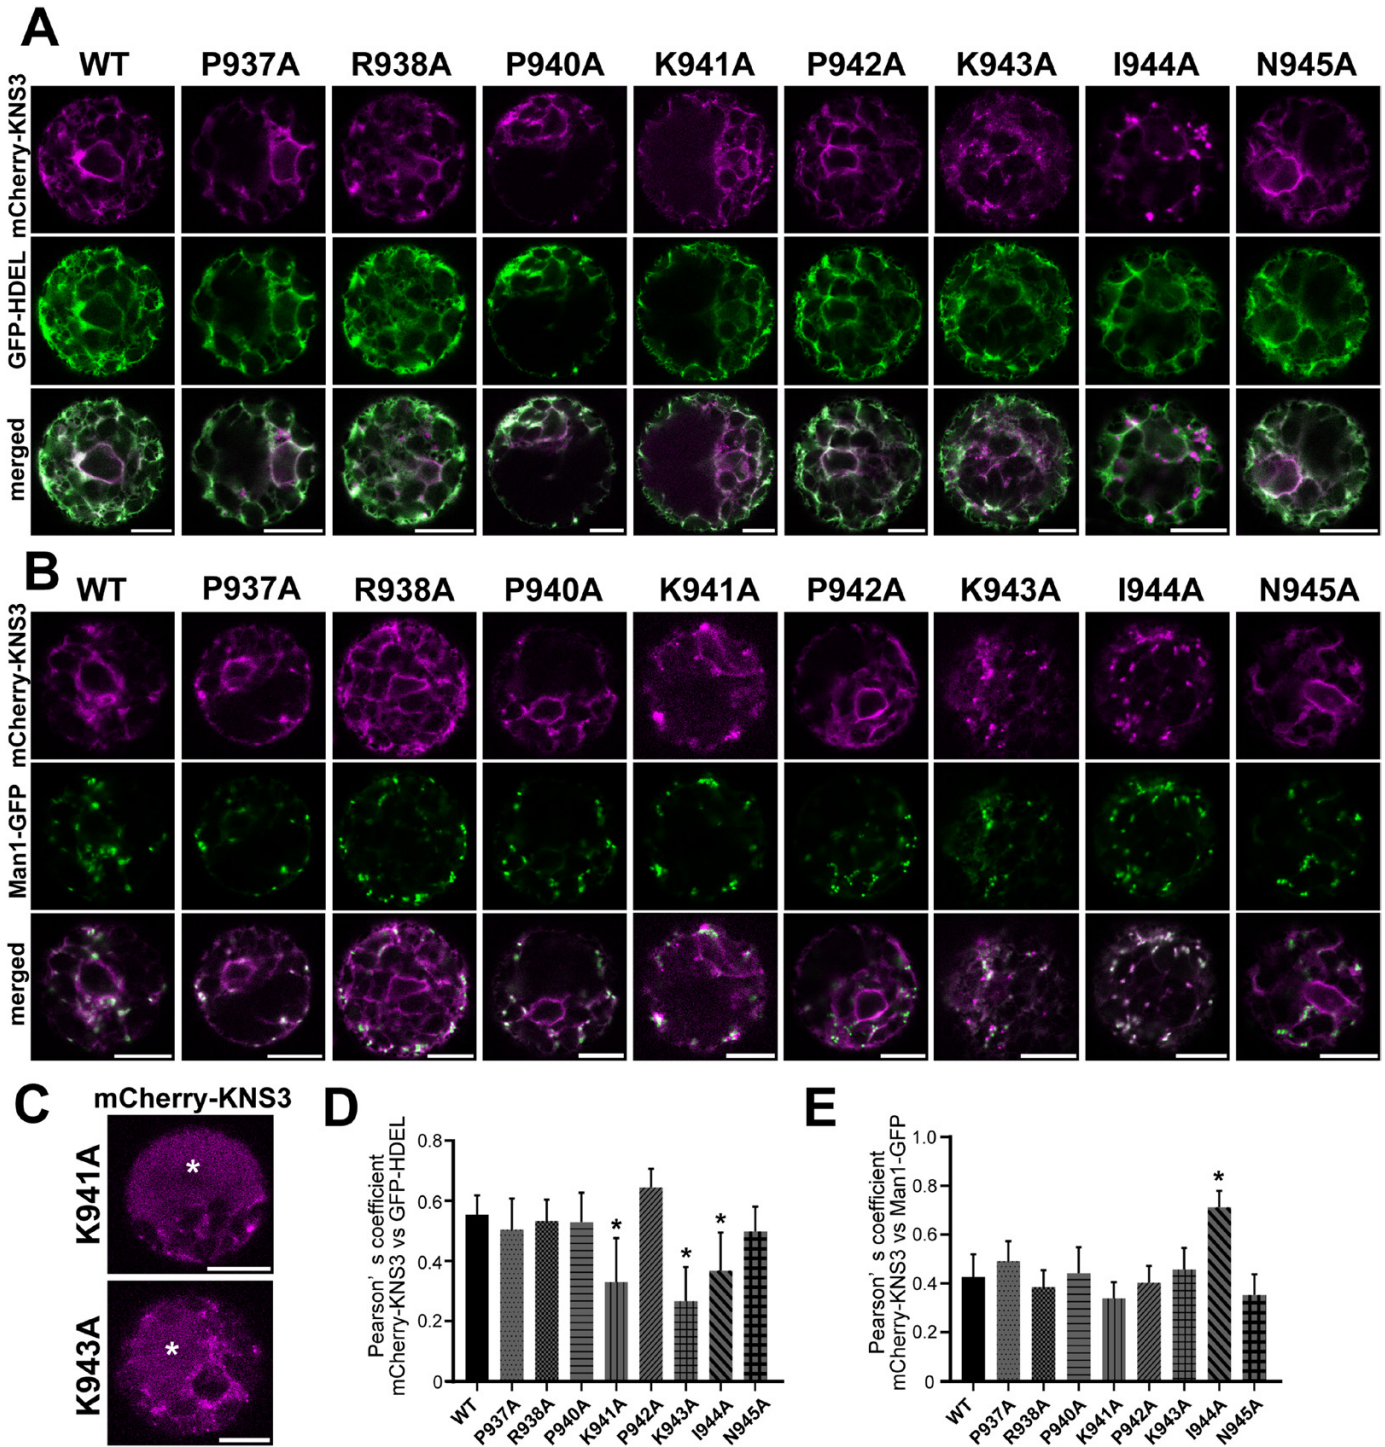 A
WT P937A R938A P940A K941A P942A K943A I944A N945A
mCherry-KNS3
GFP-HDEL
merged
B
WT P937A R938A P940A K941A P942A K943A I944A N945A
mCherry-KNS3
Man1-GFP
merged
C
mCherry-KNS3
K941A
*
K943A
*
D
Pearson’ s coefficient
mCherry-KNS3 vs GFP-HDEL
0.8
0.6
0.4
0.2
0
* * *
WT P937A R938A P940A K941A P942A K943A I944A N945A
E
Pearson’ s coefficient
mCherry-KNS3 vs Man1-GFP
1.0
0.8
0.6
0.4
0.2
0
*
WT P937A R938A P940A K941A P942A K943A I944A N945A